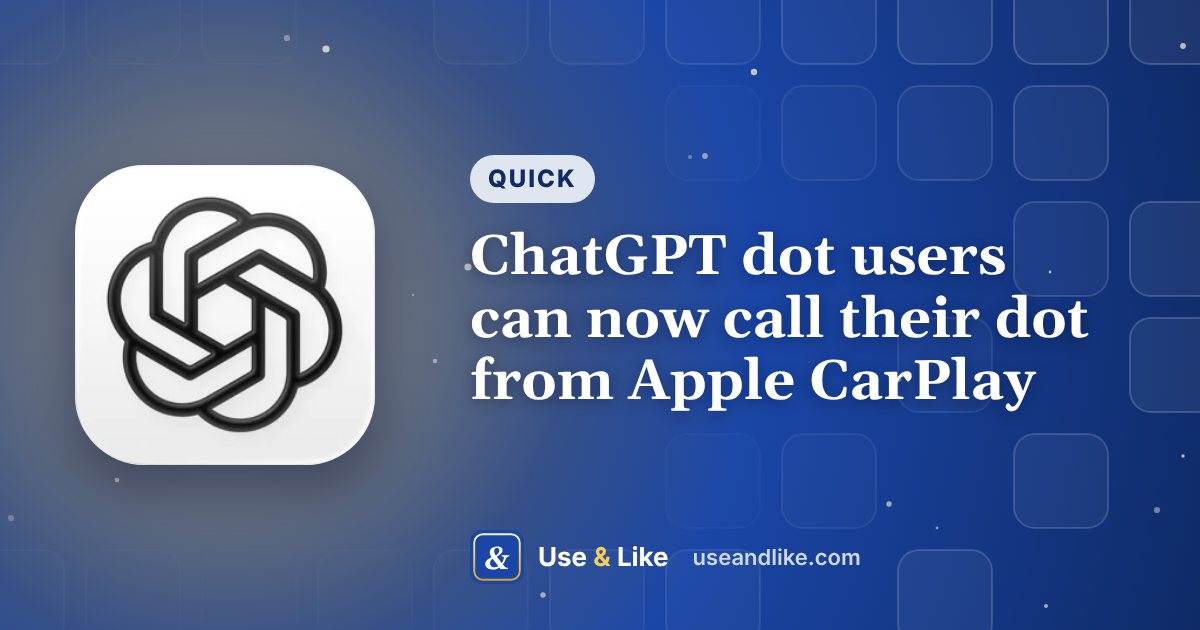 QUICK
ChatGPT dot users
can now call their dot
from Apple CarPlay
& Use & Like useandlike.com